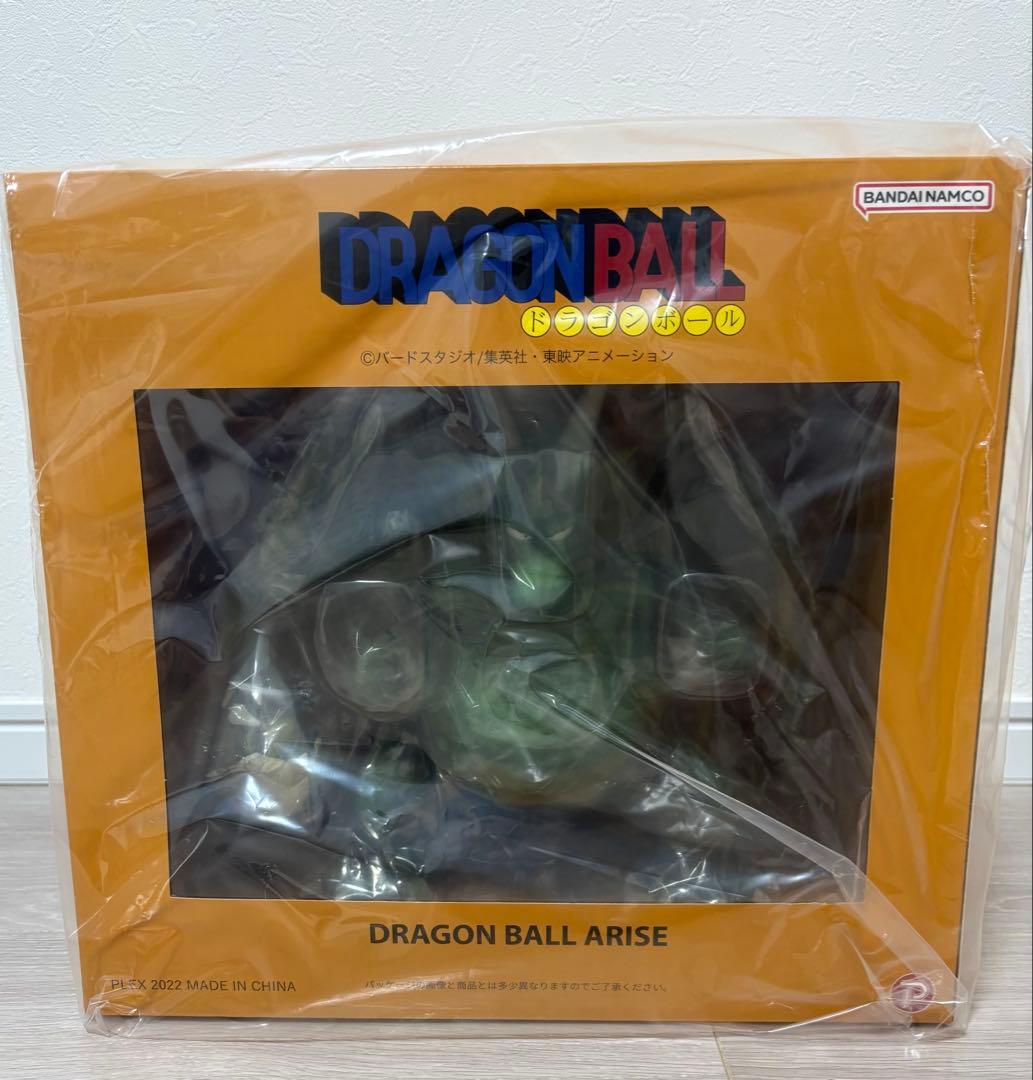 BANDAI NAMCO
DRAGON BALL
ドラゴンボール
©バードスタジオ/集英社・東映アニメーション
DRAGON BALL ARISE
PLEX 2022 MADE IN CHINA
パッケージの画像と商品とは多少異なりますのでご了承ください。
P